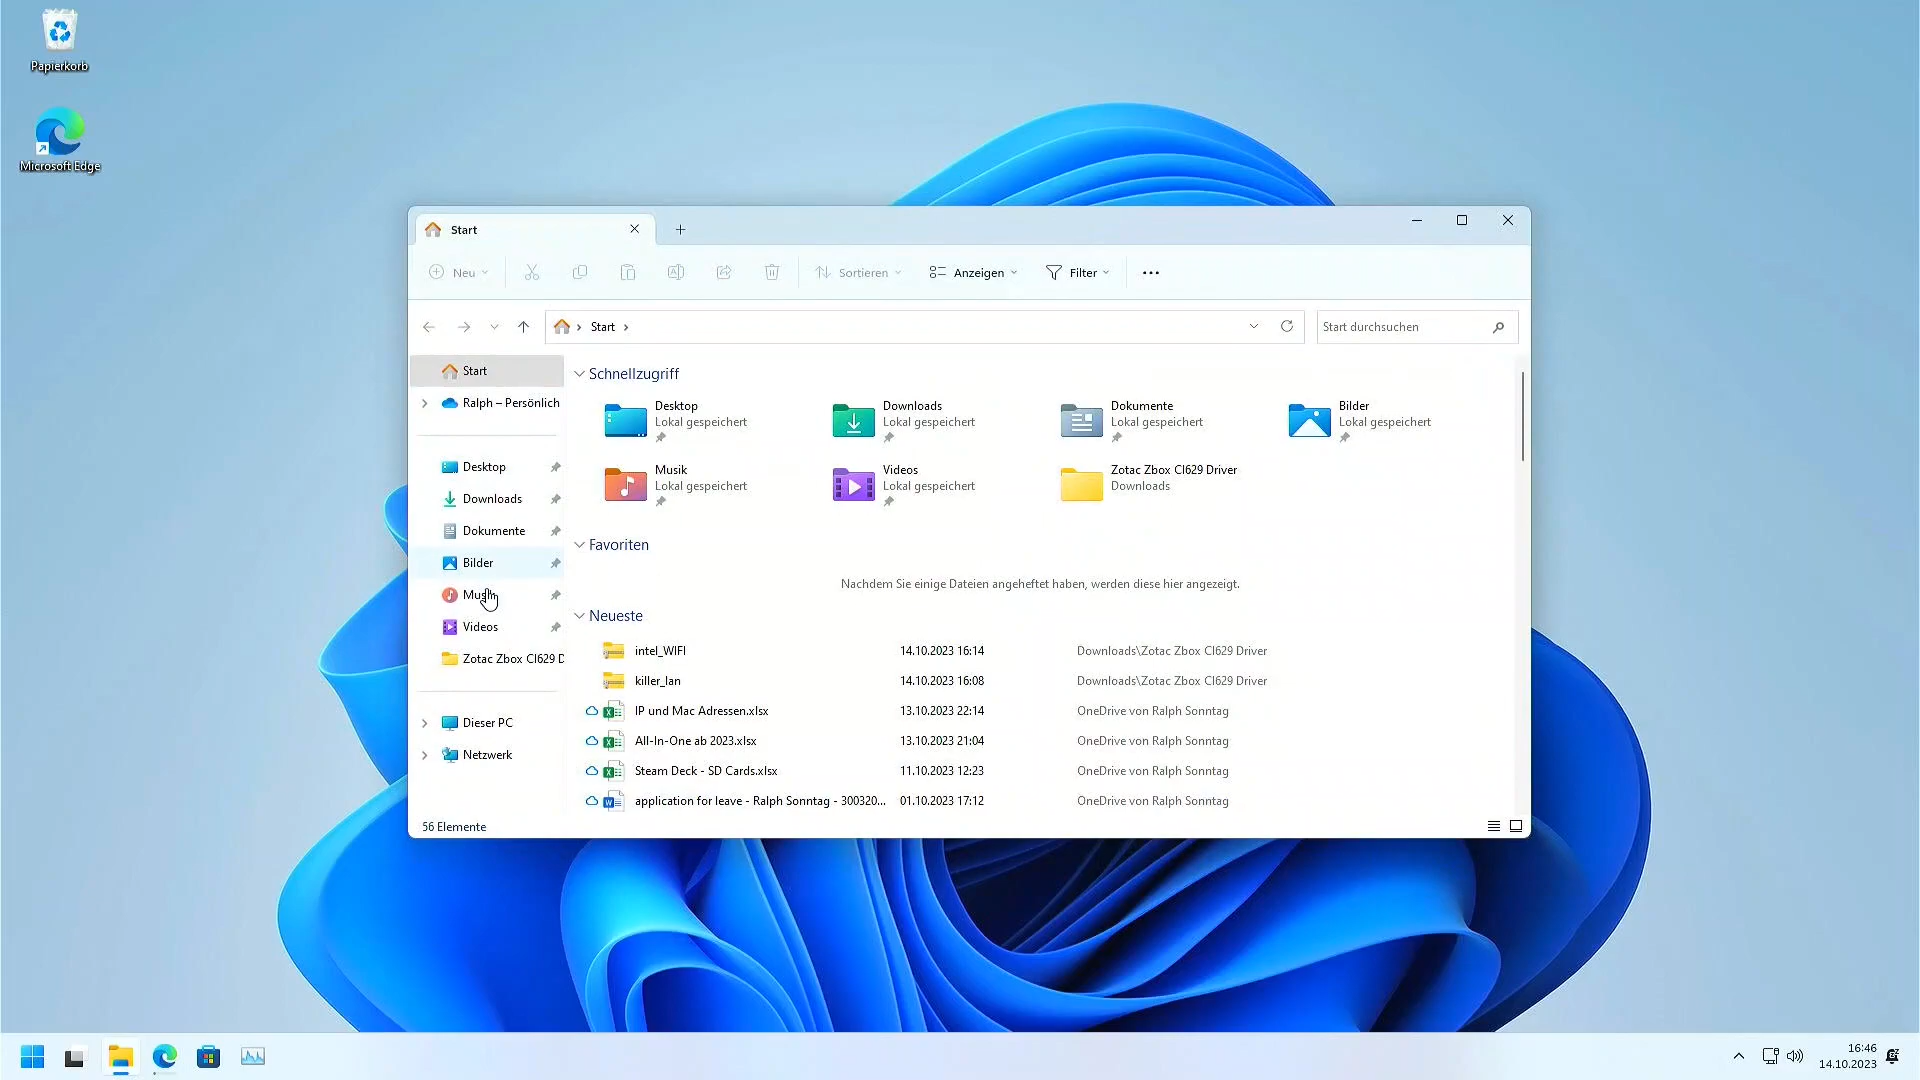 Papierkorb
Microsoft Edge
Start
Neu
Sortieren
Anzeigen
Filter
Start
Start durchsuchen
Start
Ralph – Persönlich
Desktop
Downloads
Dokumente
Bilder
Musik
Videos
Zotac Zbox CI629 D
Dieser PC
Netzwerk
Schnellzugriff
Desktop
Lokal gespeichert
Downloads
Lokal gespeichert
Dokumente
Lokal gespeichert
Bilder
Lokal gespeichert
Musik
Lokal gespeichert
Videos
Lokal gespeichert
Zotac Zbox CI629 Driver
Downloads
Favoriten
Nachdem Sie einige Dateien angeheftet haben, werden diese hier angezeigt.
Neueste
intel_WIFI 14.10.2023 16:14 Downloads\Zotac Zbox CI629 Driver
killer_lan 14.10.2023 16:08 Downloads\Zotac Zbox CI629 Driver
IP und Mac Adressen.xlsx 13.10.2023 22:14 OneDrive von Ralph Sonntag
All-In-One ab 2023.xlsx 13.10.2023 21:04 OneDrive von Ralph Sonntag
Steam Deck - SD Cards.xlsx 11.10.2023 12:23 OneDrive von Ralph Sonntag
application for leave - Ralph Sonntag - 300320... 01.10.2023 17:12 OneDrive von Ralph Sonntag
56 Elemente
16:46
14.10.2023